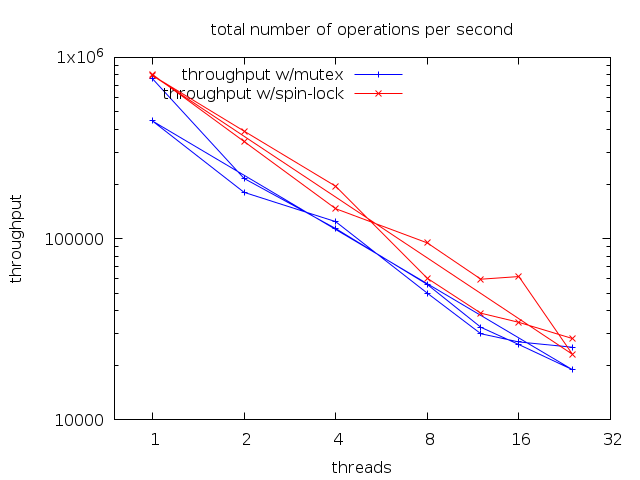 total number of operations per second
1x10^6
throughput w/mutex
throughput w/spin-lock
throughput
100000
10000
1 2 4 8 16 32
threads